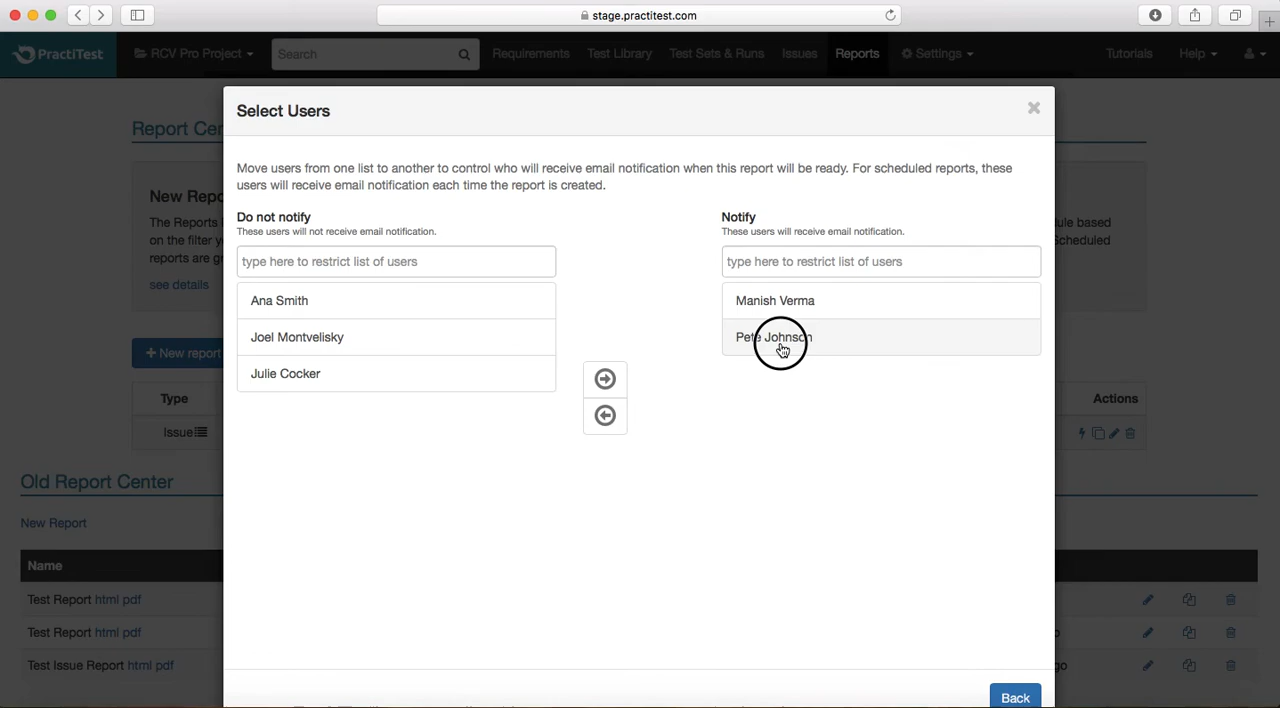 stage.practitest.com
PractiTest
RCV Pro Project
Search
Requirements
Test Library
Test Sets & Runs
Issues
Reports
Settings
Tutorials
Help
Report Cen
Select Users
Move users from one list to another to control who will receive email notification when this report will be ready. For scheduled reports, these
users will receive email notification each time the report is created.
New Repo
The Reports
on the filter y
reports are ge
see details
ule based
Scheduled
Do not notify
These users will not receive email notification.
type here to restrict list of users
Ana Smith
Joel Montvelisky
Julie Cocker
Notify
These users will receive email notification.
type here to restrict list of users
Manish Verma
Pete Johnson
+ New report
Type
Actions
Issue
Old Report Center
New Report
Name
Test Report html pdf
Test Report html pdf
Test Issue Report html pdf
go
Back